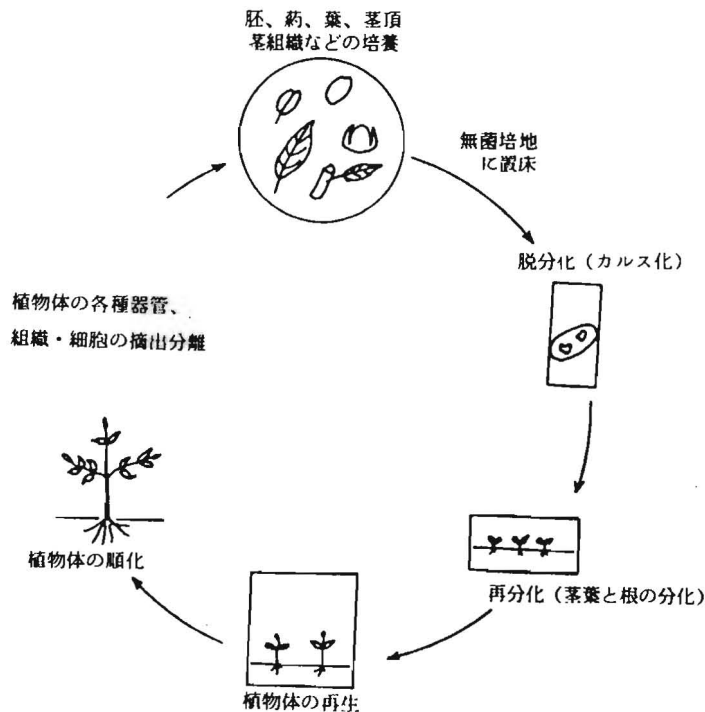 胚、葯、葉、茎頂
茎組織などの培養
無菌培地
に置床
脱分化（カルス化）
植物体の各種器管、
組織・細胞の摘出分離
再分化（茎葉と根の分化）
植物体の順化
植物体の再生